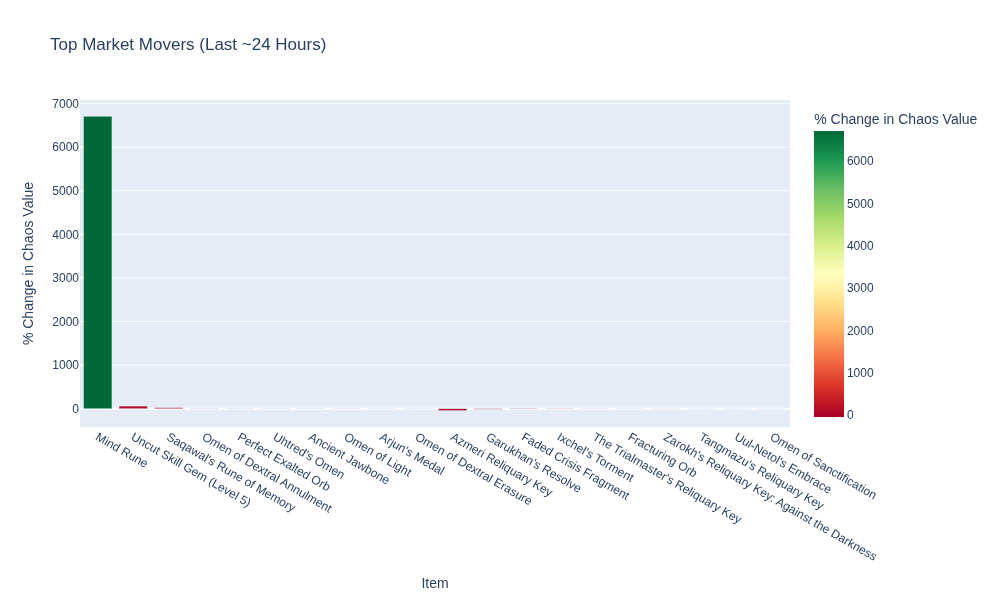 Top Market Movers (Last ~24 Hours)
% Change in Chaos Value
7000
6000
5000
4000
3000
2000
1000
0
% Change in Chaos Value
6000
5000
4000
3000
2000
1000
0
Mind Rune
Uncut Skill Gem (Level 5)
Saqawal's Rune of Memory
Omen of Dextral Annulment
Perfect Exalted Orb
Uhtred's Omen
Ancient Jawbone
Omen of Light
Arjun's Medal
Omen of Dextral Erasure
Azmeri Reliquary Key
Garukhan's Resolve
Faded Crisis Fragment
Ixchel's Torment
The Trialmaster's Reliquary Key
Fracturing Orb
Zarokh's Reliquary Key: Against the Darkness
Tangmazu's Reliquary Key
Uul-Netol's Embrace
Omen of Sanctification
Item